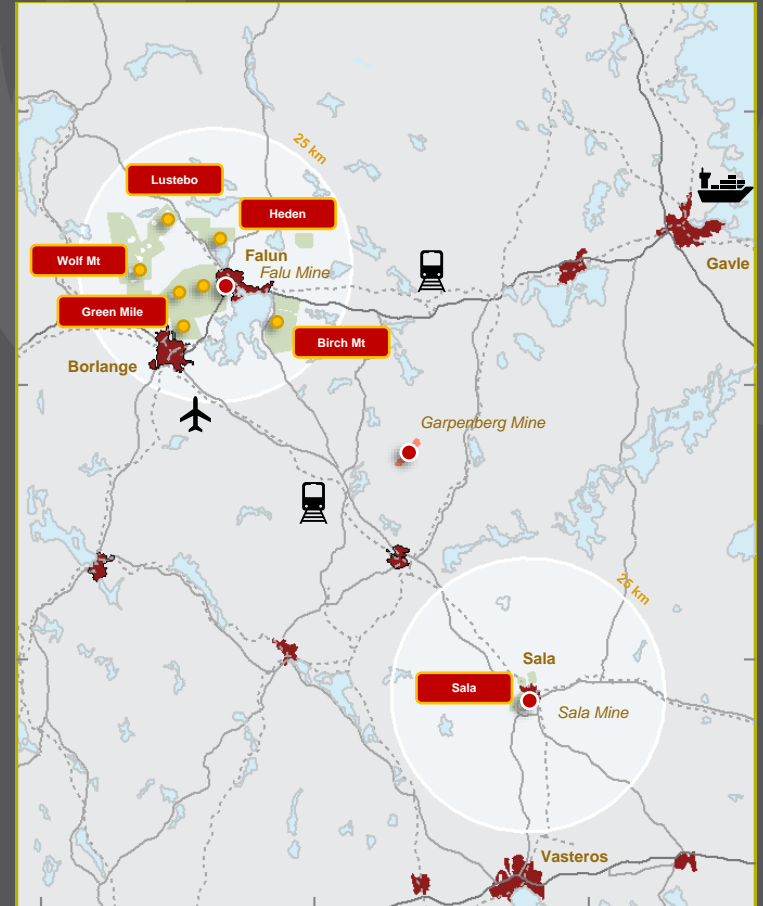 25 km
Lustebo
Heden
Falun
Wolf Mt
Falu Mine
Gavle
Green Mile
Birch Mt
Borlange
Garpenberg Mine
25 km
Sala
Sala
Sala Mine
Vasteros